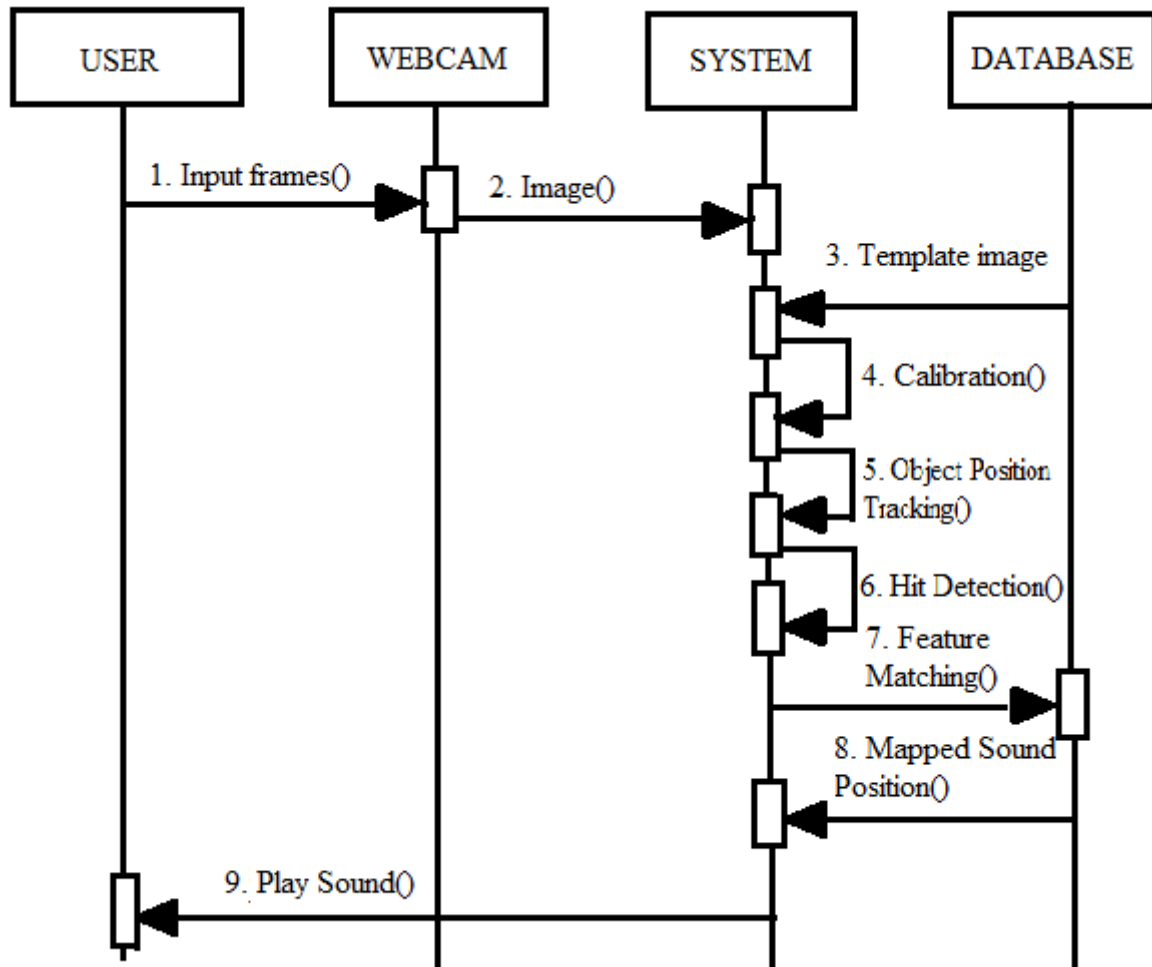 USER
WEBCAM
SYSTEM
DATABASE
1. Input frames()
2. Image()
3. Template image
4. Calibration()
5. Object Position
Tracking()
6. Hit Detection()
7. Feature
Matching()
8. Mapped Sound
Position()
9. Play Sound()